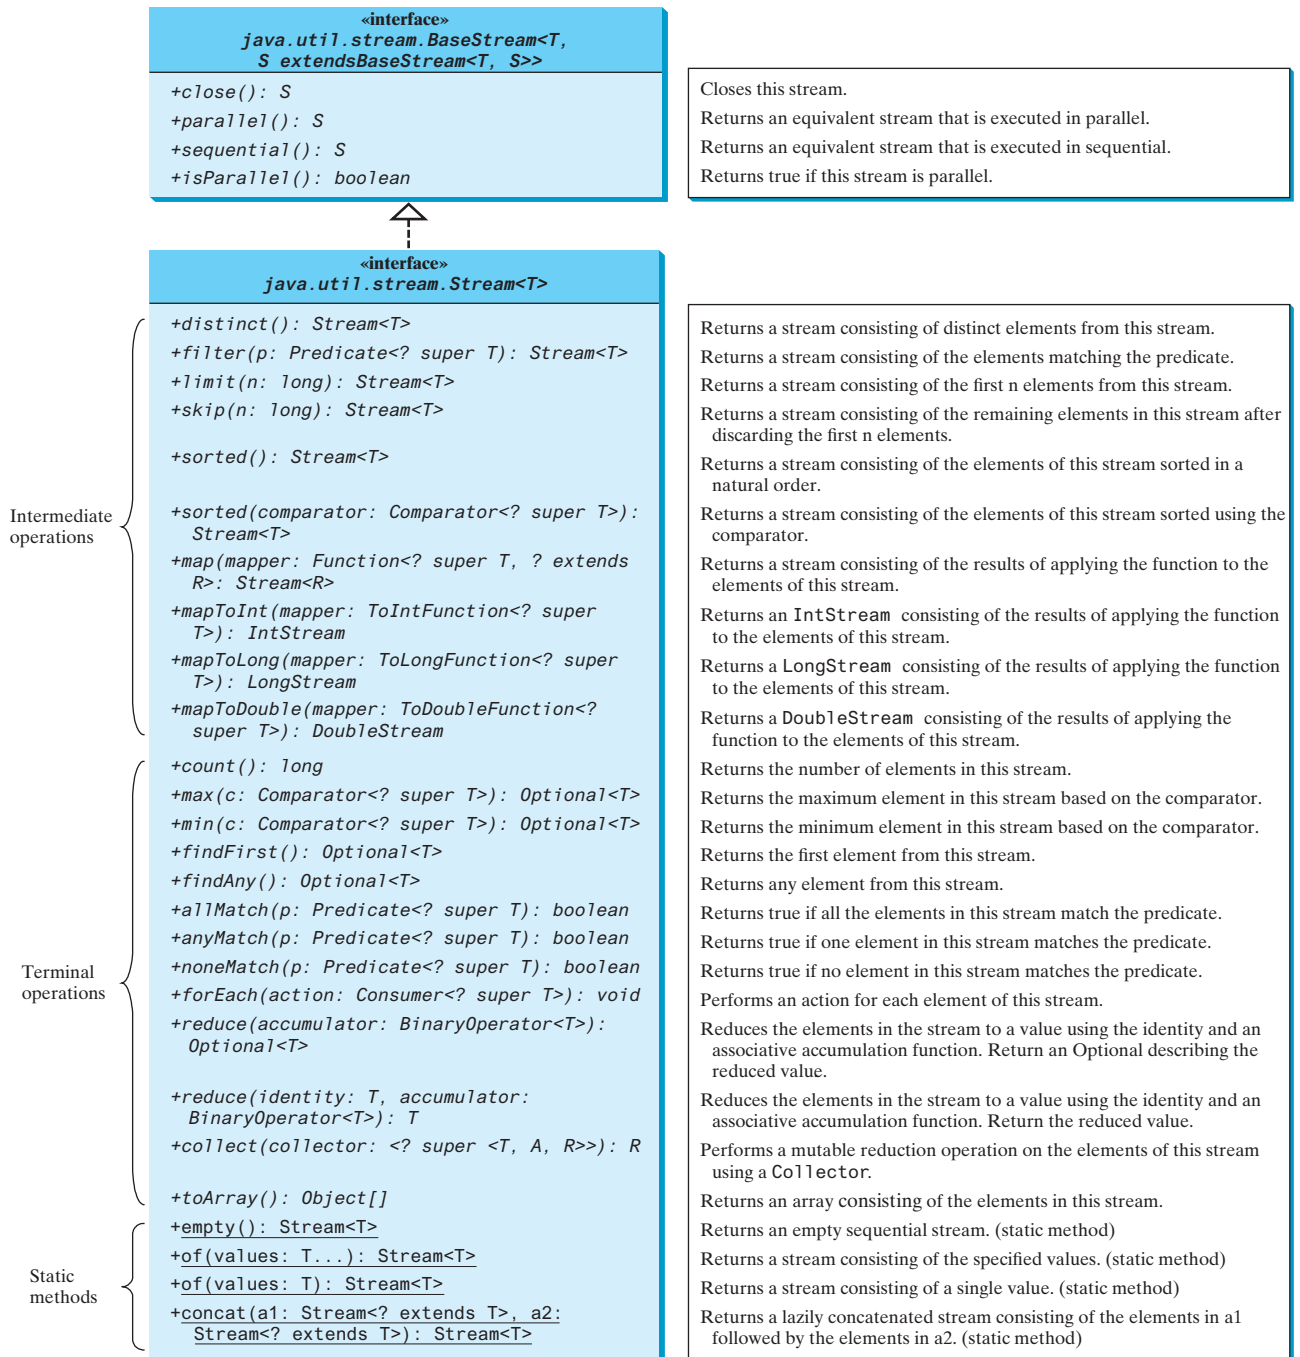 «interface»
java.util.stream.BaseStream<T,
S extendsBaseStream<T, S>>
+close(): S
+parallel(): S
+sequential(): S
+isParallel(): boolean
Closes this stream.
Returns an equivalent stream that is executed in parallel.
Returns an equivalent stream that is executed in sequential.
Returns true if this stream is parallel.
«interface»
java.util.stream.Stream<T>
Intermediate
operations
+distinct(): Stream<T>
+filter(p: Predicate<? super T): Stream<T>
+limit(n: long): Stream<T>
+skip(n: long): Stream<T>
+sorted(): Stream<T>
+sorted(comparator: Comparator<? super T>):
Stream<T>
+map(mapper: Function<? super T, ? extends
R>: Stream<R>
+mapToInt(mapper: ToIntFunction<? super
T>): IntStream
+mapToLong(mapper: ToLongFunction<? super
T>): LongStream
+mapToDouble(mapper: ToDoubleFunction<?
super T>): DoubleStream
Terminal
operations
+count(): long
+max(c: Comparator<? super T>): Optional<T>
+min(c: Comparator<? super T>): Optional<T>
+findFirst(): Optional<T>
+findAny(): Optional<T>
+allMatch(p: Predicate<? super T): boolean
+anyMatch(p: Predicate<? super T): boolean
+noneMatch(p: Predicate<? super T): boolean
+forEach(action: Consumer<? super T>): void
+reduce(accumulator: BinaryOperator<T>):
Optional<T>
+reduce(identity: T, accumulator:
BinaryOperator<T>): T
+collect(collector: <? super <T, A, R>>): R
+toArray(): Object[]
Static
methods
+empty(): Stream<T>
+of(values: T...): Stream<T>
+of(values: T): Stream<T>
+concat(a1: Stream<? extends T>, a2:
Stream<? extends T>): Stream<T>
Returns a stream consisting of distinct elements from this stream.
Returns a stream consisting of the elements matching the predicate.
Returns a stream consisting of the first n elements from this stream.
Returns a stream consisting of the remaining elements in this stream after
discarding the first n elements.
Returns a stream consisting of the elements of this stream sorted in a
natural order.
Returns a stream consisting of the elements of this stream sorted using the
comparator.
Returns a stream consisting of the results of applying the function to the
elements of this stream.
Returns an IntStream consisting of the results of applying the function
to the elements of this stream.
Returns a LongStream consisting of the results of applying the function
to the elements of this stream.
Returns a DoubleStream consisting of the results of applying the
function to the elements of this stream.
Returns the number of elements in this stream.
Returns the maximum element in this stream based on the comparator.
Returns the minimum element in this stream based on the comparator.
Returns the first element from this stream.
Returns any element from this stream.
Returns true if all the elements in this stream match the predicate.
Returns true if one element in this stream matches the predicate.
Returns true if no element in this stream matches the predicate.
Performs an action for each element of this stream.
Reduces the elements in the stream to a value using the identity and an
associative accumulation function. Return an Optional describing the
reduced value.
Reduces the elements in the stream to a value using the identity and an
associative accumulation function. Return the reduced value.
Performs a mutable reduction operation on the elements of this stream
using a Collector.
Returns an array consisting of the elements in this stream.
Returns an empty sequential stream. (static method)
Returns a stream consisting of the specified values. (static method)
Returns a stream consisting of a single value. (static method)
Returns a lazily concatenated stream consisting of the elements in a1
followed by the elements in a2. (static method)